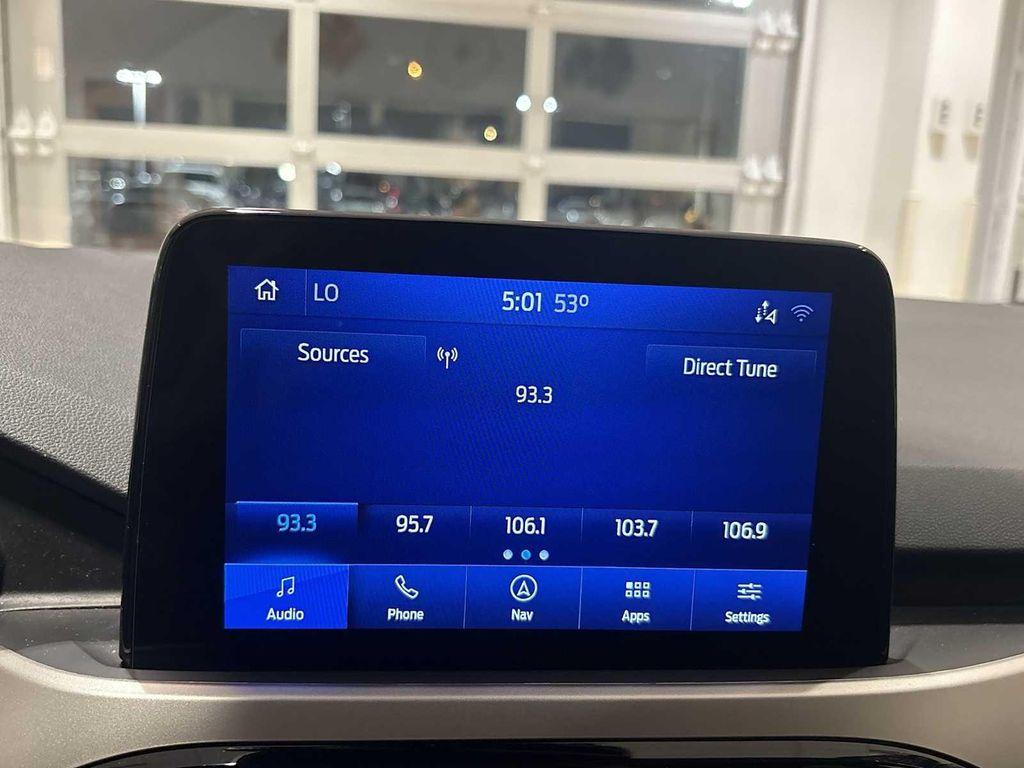 LO
5:01 53º
Sources
Direct Tune
93.3
93.3 95.7 106.1 103.7 106.9
Audio Phone Nav Apps Settings